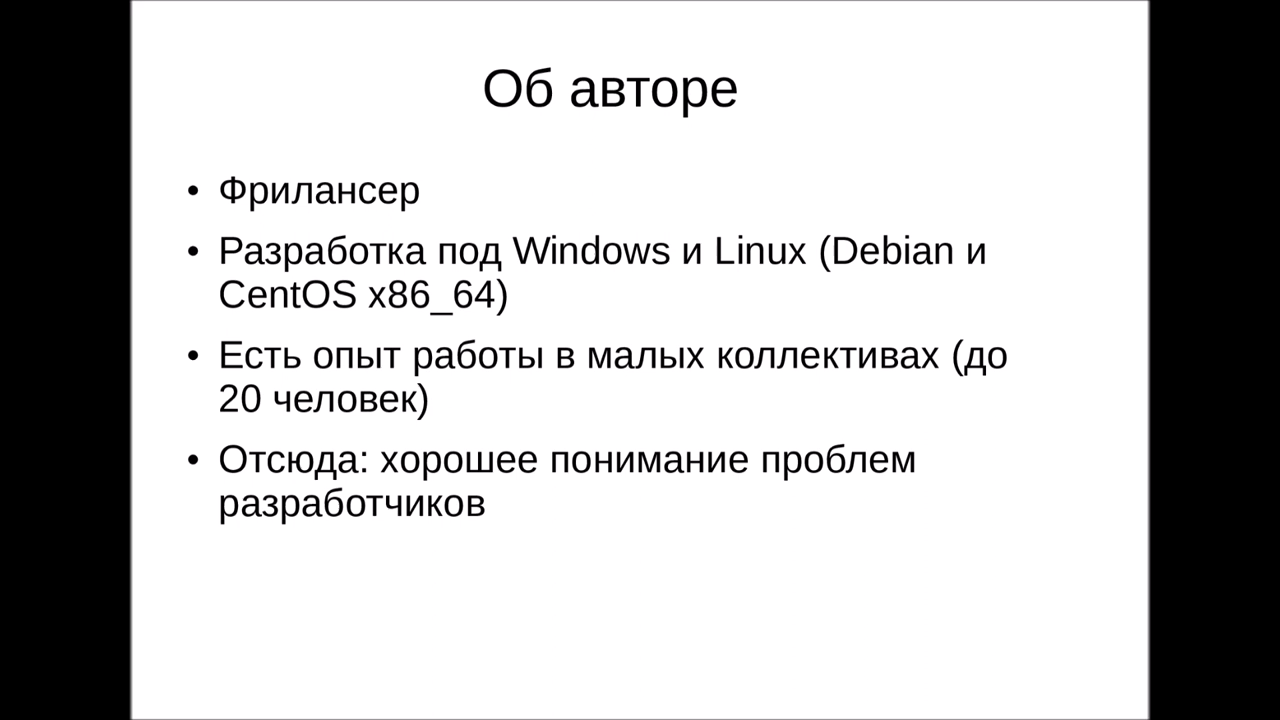 Об авторе
• Фрилансер
• Разработка под Windows и Linux (Debian и
CentOS x86_64)
• Есть опыт работы в малых коллективах (до
20 человек)
• Отсюда: хорошее понимание проблем
разработчиков